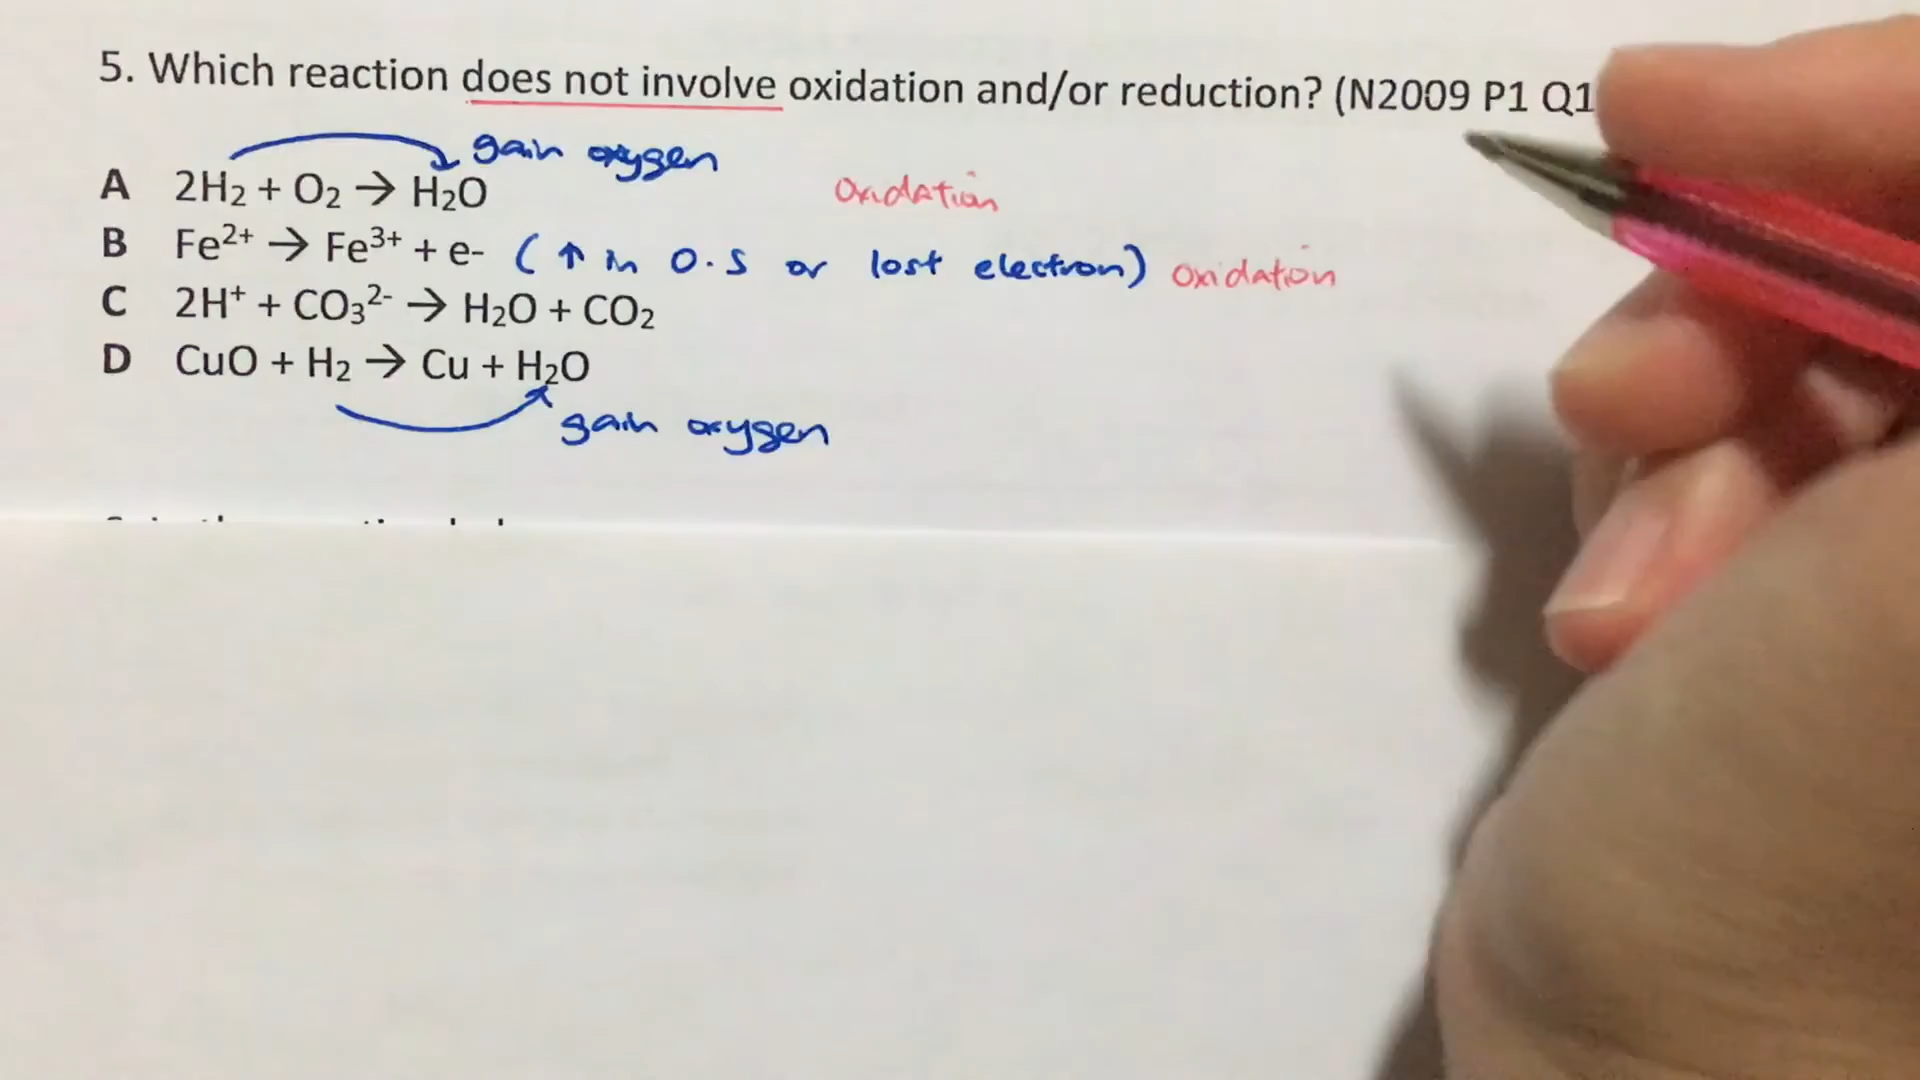 5. Which reaction does not involve oxidation and/or reduction? (N2009 P1 Q1
gain oxygen
A 2H₂ + O₂ → H₂O oxidation
B Fe²⁺ → Fe³⁺ + e- (↑ in O.S or lost electron) oxidation
C 2H⁺ + CO₃²⁻ → H₂O + CO₂
D CuO + H₂ → Cu + H₂O
gain oxygen